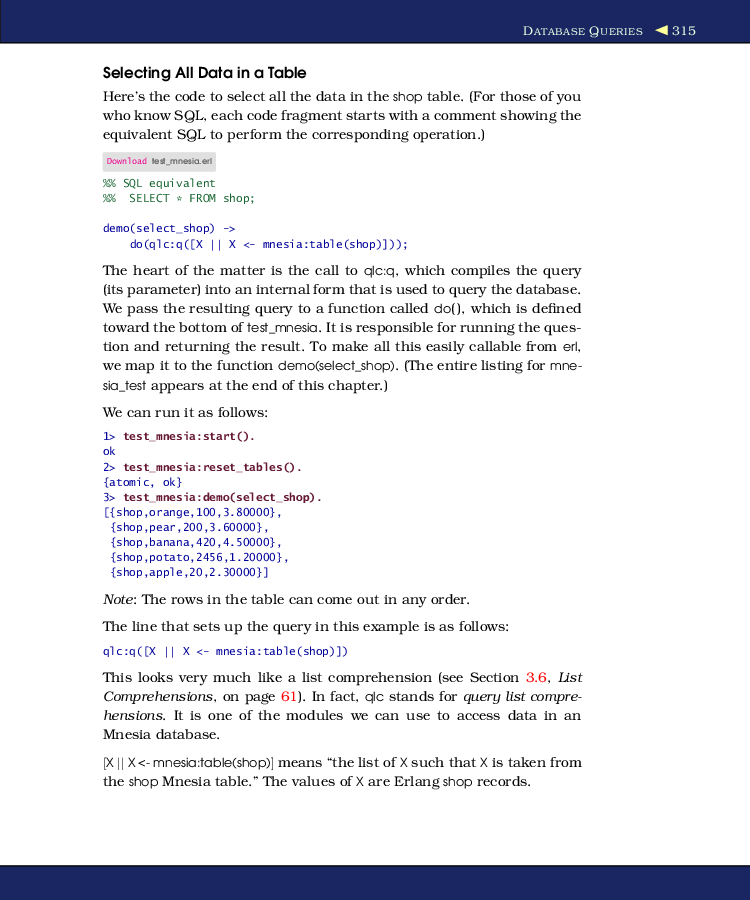 DATABASE QUERIES ◀ 315
Selecting All Data in a Table
Here's the code to select all the data in the shop table. (For those of you
who know SQL, each code fragment starts with a comment showing the
equivalent SQL to perform the corresponding operation.)
Download test_mnesia.erl
%% SQL equivalent
%%  SELECT * FROM shop;
demo(select_shop) ->
    do(qlc:q([X || X <- mnesia:table(shop)]));
The heart of the matter is the call to qlc:q, which compiles the query
(its parameter) into an internal form that is used to query the database.
We pass the resulting query to a function called do(), which is defined
toward the bottom of test_mnesia. It is responsible for running the ques-
tion and returning the result. To make all this easily callable from erl,
we map it to the function demo(select_shop). (The entire listing for mne-
sia_test appears at the end of this chapter.)
We can run it as follows:
1> test_mnesia:start().
ok
2> test_mnesia:reset_tables().
{atomic, ok}
3> test_mnesia:demo(select_shop).
[{shop,orange,100,3.80000},
 {shop,pear,200,3.60000},
 {shop,banana,420,4.50000},
 {shop,potato,2456,1.20000},
 {shop,apple,20,2.30000}]
Note: The rows in the table can come out in any order.
The line that sets up the query in this example is as follows:
qlc:q([X || X <- mnesia:table(shop)])
This looks very much like a list comprehension (see Section 3.6, List
Comprehensions, on page 61). In fact, qlc stands for query list compre-
hensions. It is one of the modules we can use to access data in an
Mnesia database.
[X || X <- mnesia:table(shop)] means "the list of X such that X is taken from
the shop Mnesia table." The values of X are Erlang shop records.